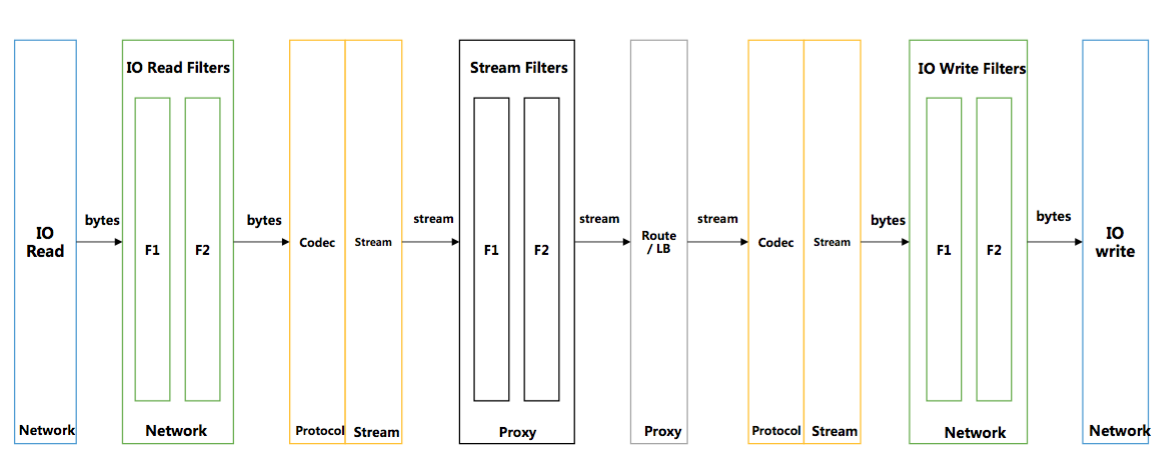 IO Read Filters
Stream Filters
IO Write Filters
bytes
bytes
stream
stream
stream
bytes
bytes
IO
Read
F1
F2
Codec
Stream
F1
F2
Route
/ LB
Codec
Stream
F1
F2
IO
write
Network
Network
Protocol
Stream
Proxy
Proxy
Protocol
Stream
Network
Network